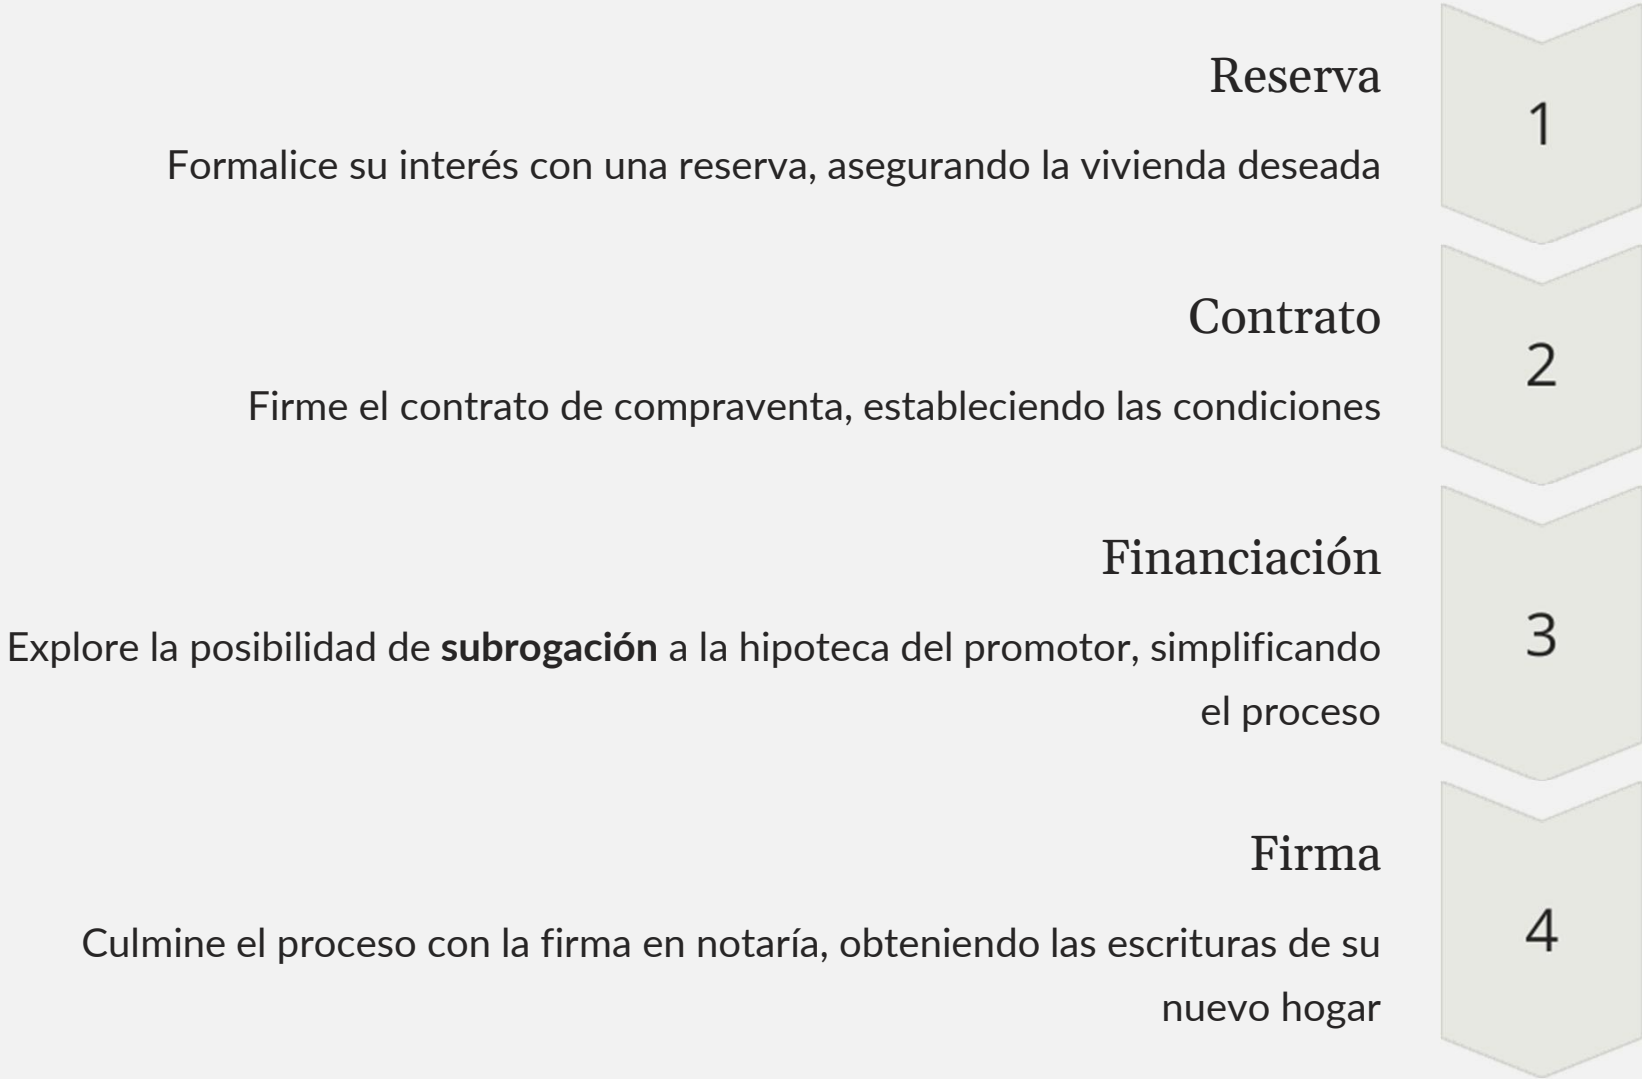 Reserva
1
Formalice su interés con una reserva, asegurando la vivienda deseada
Contrato
2
Firme el contrato de compraventa, estableciendo las condiciones
Financiación
3
Explore la posibilidad de subrogación a la hipoteca del promotor, simplificando
el proceso
Firma
4
Culmine el proceso con la firma en notaría, obteniendo las escrituras de su
nuevo hogar